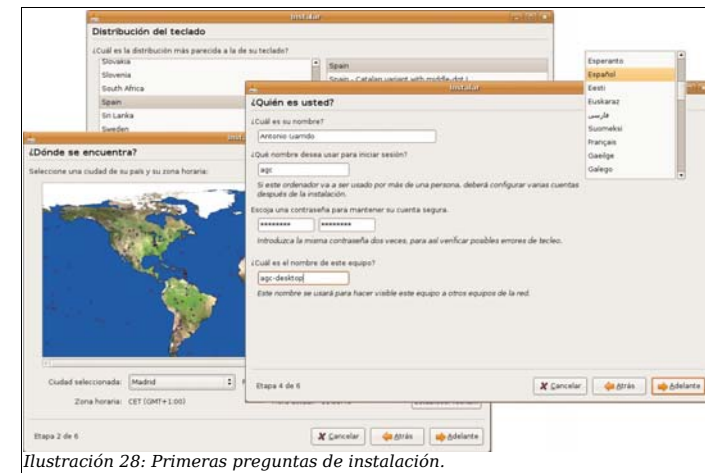 Instalar
Distribución del teclado
¿Cuál es la distribución más parecida a la de su teclado?
Slovakia
Slovenia
South Africa
Spain
Sri Lanka
Sweden
Spain
Spain - Catalan variant with middle-dot L
Esperanto
Español
Eesti
Euskaraz
فارسی
Suomeksi
Français
Gaeilge
Galego
Instalar
¿Quién es usted?
¿Cuál es su nombre?
Antonio Garrido
¿Qué nombre desea usar para iniciar sesión?
agc
Si este ordenador va a ser usado por más de una persona, deberá configurar varias cuentas
después de la instalación.
Escoja una contraseña para mantener su cuenta segura.
******** ********
Introduzca la misma contraseña dos veces, para así verificar posibles errores de tecleo.
¿Cuál es el nombre de este equipo?
agc-desktop
Este nombre se usará para hacer visible este equipo a otros equipos de la red.
Etapa 4 de 6
Cancelar
Atrás
Adelante
¿Dónde se encuentra?
Seleccione una ciudad de su país y su zona horaria:
Ciudad seleccionada: Madrid
Zona horaria: CET (GMT+1:00)
Etapa 2 de 6
Cancelar
Atrás
Adelante
Ilustración 28: Primeras preguntas de instalación.